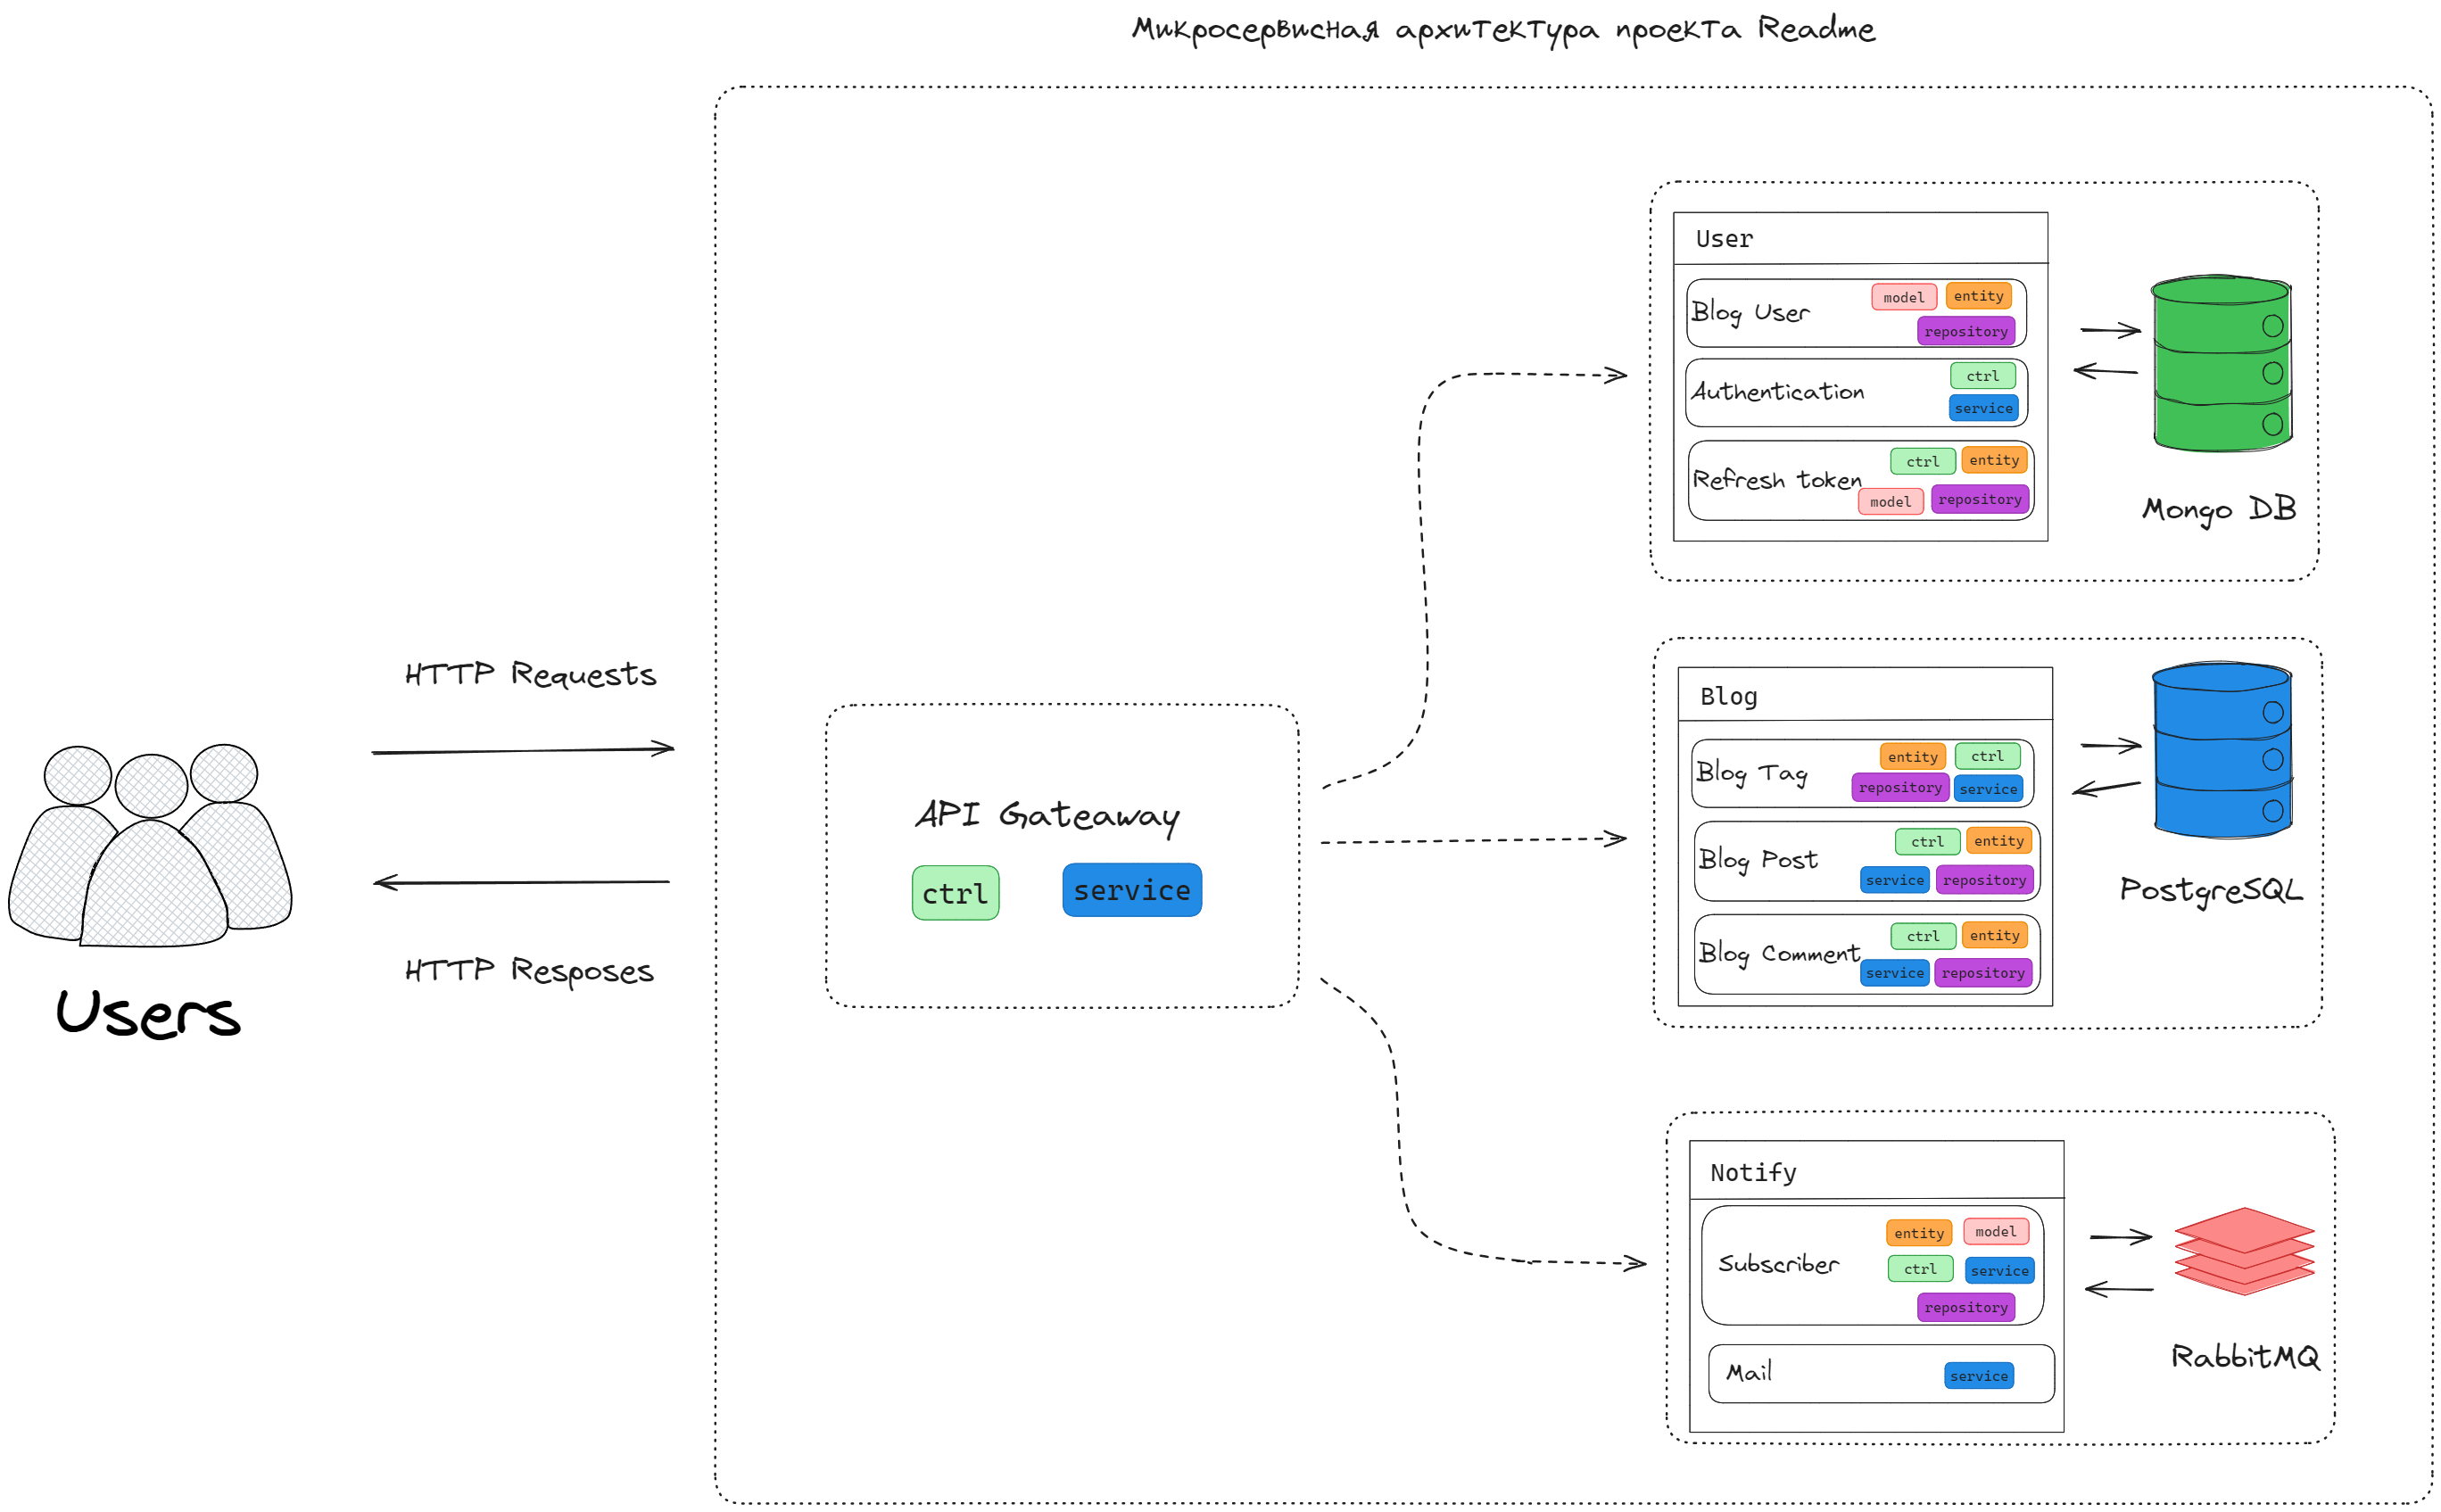 Микросервисная архитектура проекта Readme
HTTP Requests
HTTP Resposes
Users
API Gateaway
ctrl
service
User
Blog User
model
entity
repository
Authentication
ctrl
service
Refresh token
ctrl
entity
model
repository
Mongo DB
Blog
Blog Tag
entity
ctrl
repository
service
Blog Post
ctrl
entity
service
repository
Blog Comment
ctrl
entity
service
repository
PostgreSQL
Notify
Subscriber
entity
model
ctrl
service
repository
Mail
service
RabbitMQ